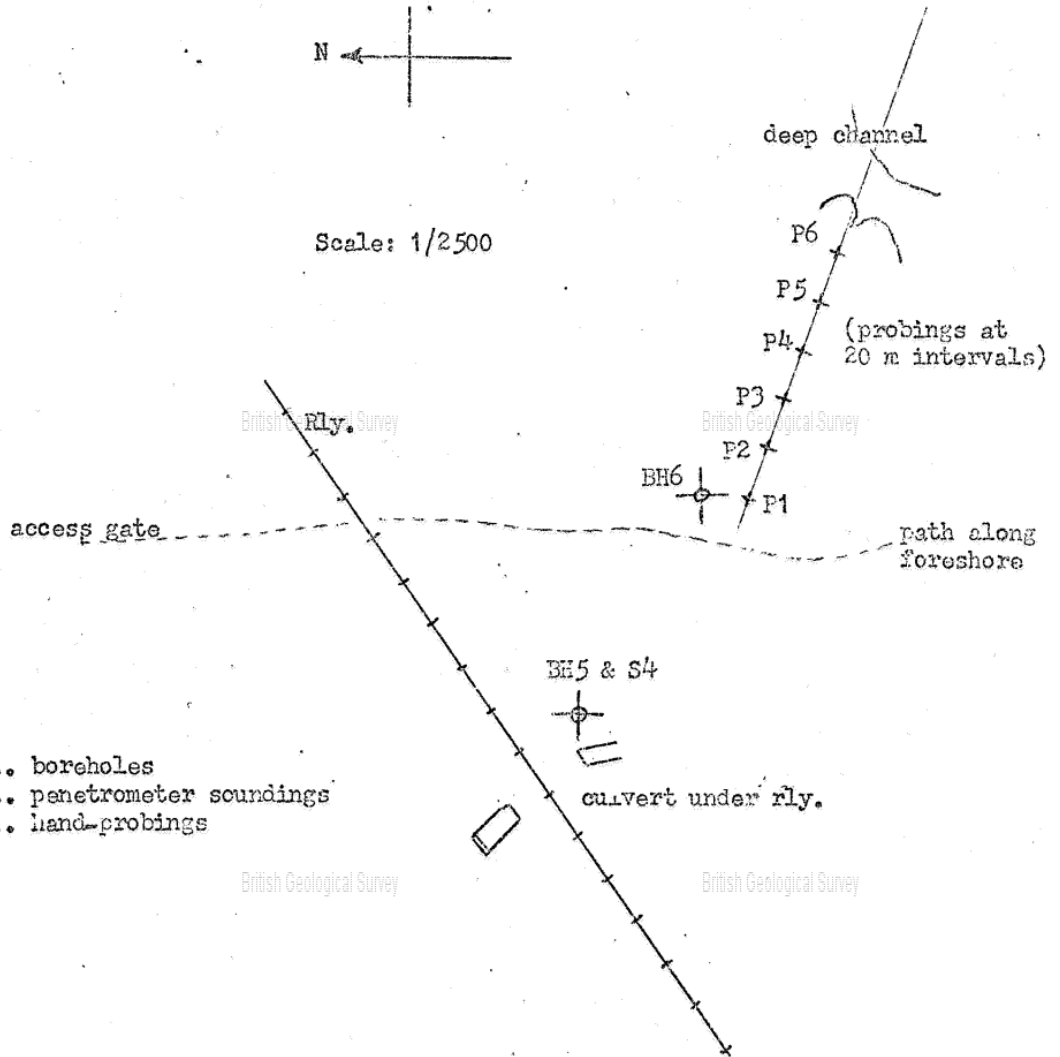 N
deep channel
Scale: 1/2500
P6
P5
P4
(probings at
20 m intervals)
P3
Rly.
British Geological Survey
British Geological Survey
P2
BH6
P1
access gate
path along
foreshore
BH5 & S4
boreholes
penetrometer soundings
hand-probings
culvert under rly.
British Geological Survey
British Geological Survey